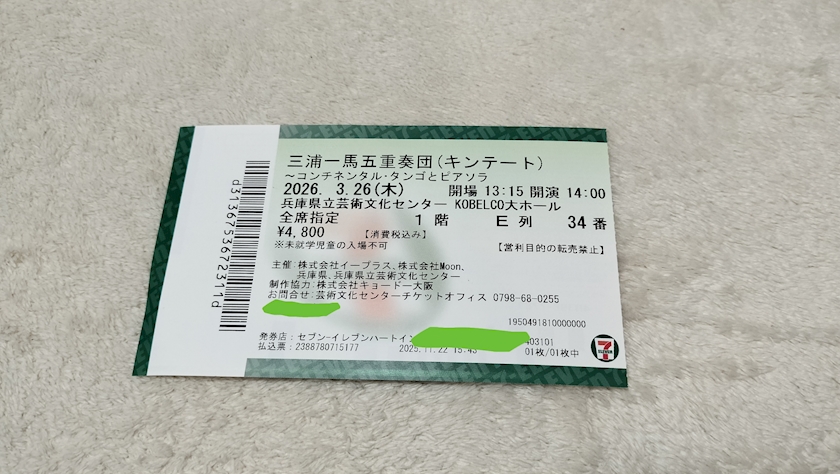 三浦一馬五重奏団(キンテート)
～コンチネンタル・タンゴとピアソラ
2026. 3.26(木) 開場 13:15 開演 14:00
兵庫県立芸術文化センター KOBELCO大ホール
全席指定 1 階 E 列 34 番
¥4,800 【消費税込み】
※未就学児童の入場不可 【営利目的の転売禁止】
主催:株式会社イープラス、株式会社Moon、
兵庫県、兵庫県立芸術文化センター
制作協力:株式会社キョードー大阪
お問合せ:芸術文化センターチケットオフィス 0798-68-0255
1950491810000000
発券店:セブン-イレブンハートイン 403101
払込票:2388780715177 2025.11.22 15:43 01枚/01枚中
d3136753672311d
7 ELEVEN